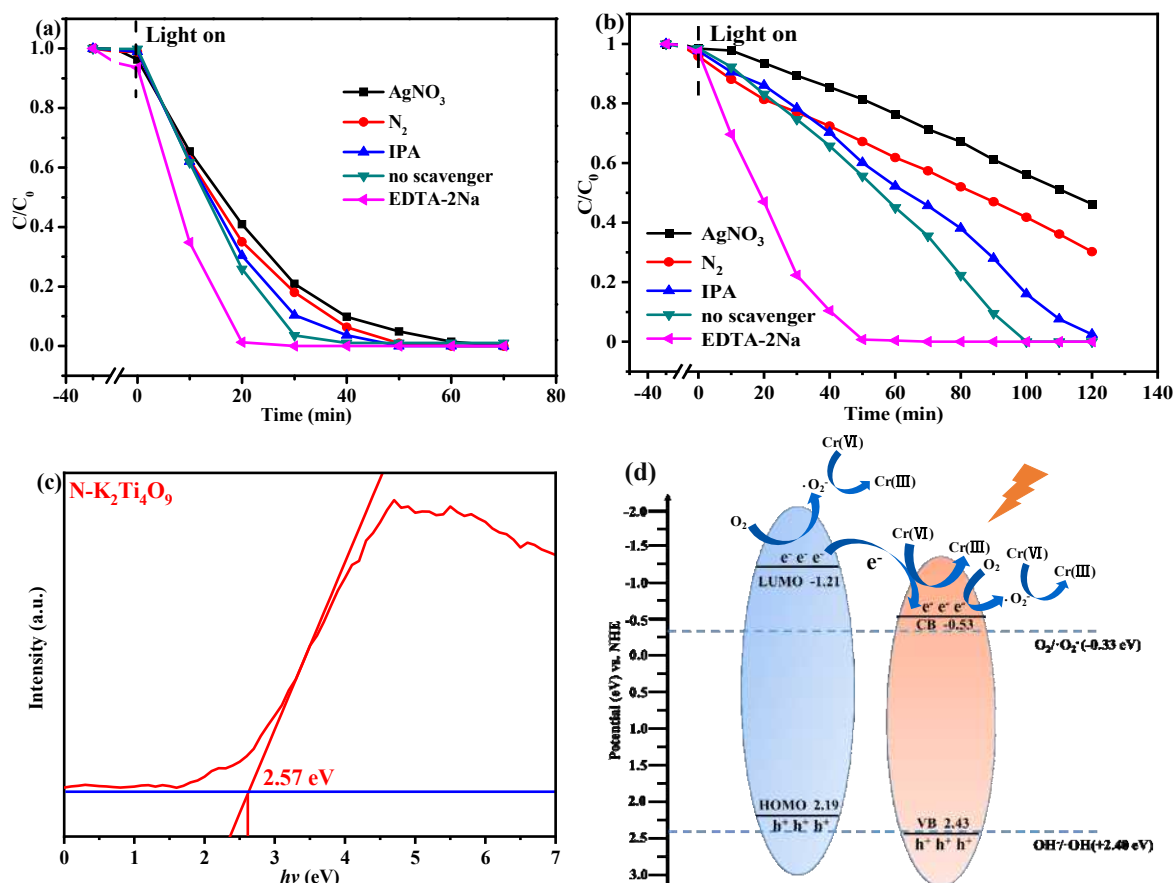 (a)
Light on
AgNO₃
N₂
IPA
no scavenger
EDTA-2Na
C/C₀
1.0
0.8
0.6
0.4
0.2
0.0
-40 0 20 40 60 80
Time (min)
(b)
Light on
AgNO₃
N₂
IPA
no scavenger
EDTA-2Na
C/C₀
1.0
0.8
0.6
0.4
0.2
0
-40 0 20 40 60 80 100 120 140
Time (min)
(c)
N-K₂Ti₄O₉
2.57 eV
Intensity (a.u.)
0 1 2 3 4 5 6 7
hν (eV)
(d)
Cr(VI)
·O₂⁻
Cr(III)
O₂
e⁻ e⁻ e⁻
LUMO -1.21
e⁻
Cr(VI)
Cr(III)
O₂
Cr(VI)
·O₂⁻
Cr(III)
e⁻ e⁻ e⁻
CB -0.53
O₂/·O₂⁻(-0.33 eV)
HOMO 2.19
h⁺ h⁺ h⁺
VB 2.43
h⁺ h⁺ h⁺
OH⁻/·OH(+2.40 eV)
Potential (eV) vs. NHE
-2.0
-1.5
-1.0
-0.5
0.0
0.5
1.0
1.5
2.0
2.5
3.0